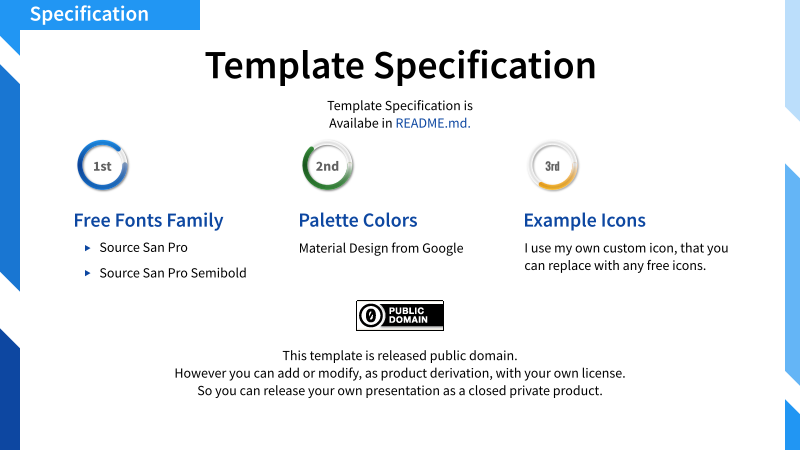 Specification
Template Specification
Template Specification is
Availabe in README.md.
1st
2nd
3rd
Free Fonts Family
Source San Pro
Source San Pro Semibold
Palette Colors
Material Design from Google
Example Icons
I use my own custom icon, that you
can replace with any free icons.
PUBLIC
DOMAIN
This template is released public domain.
However you can add or modify, as product derivation, with your own license.
So you can release your own presentation as a closed private product.